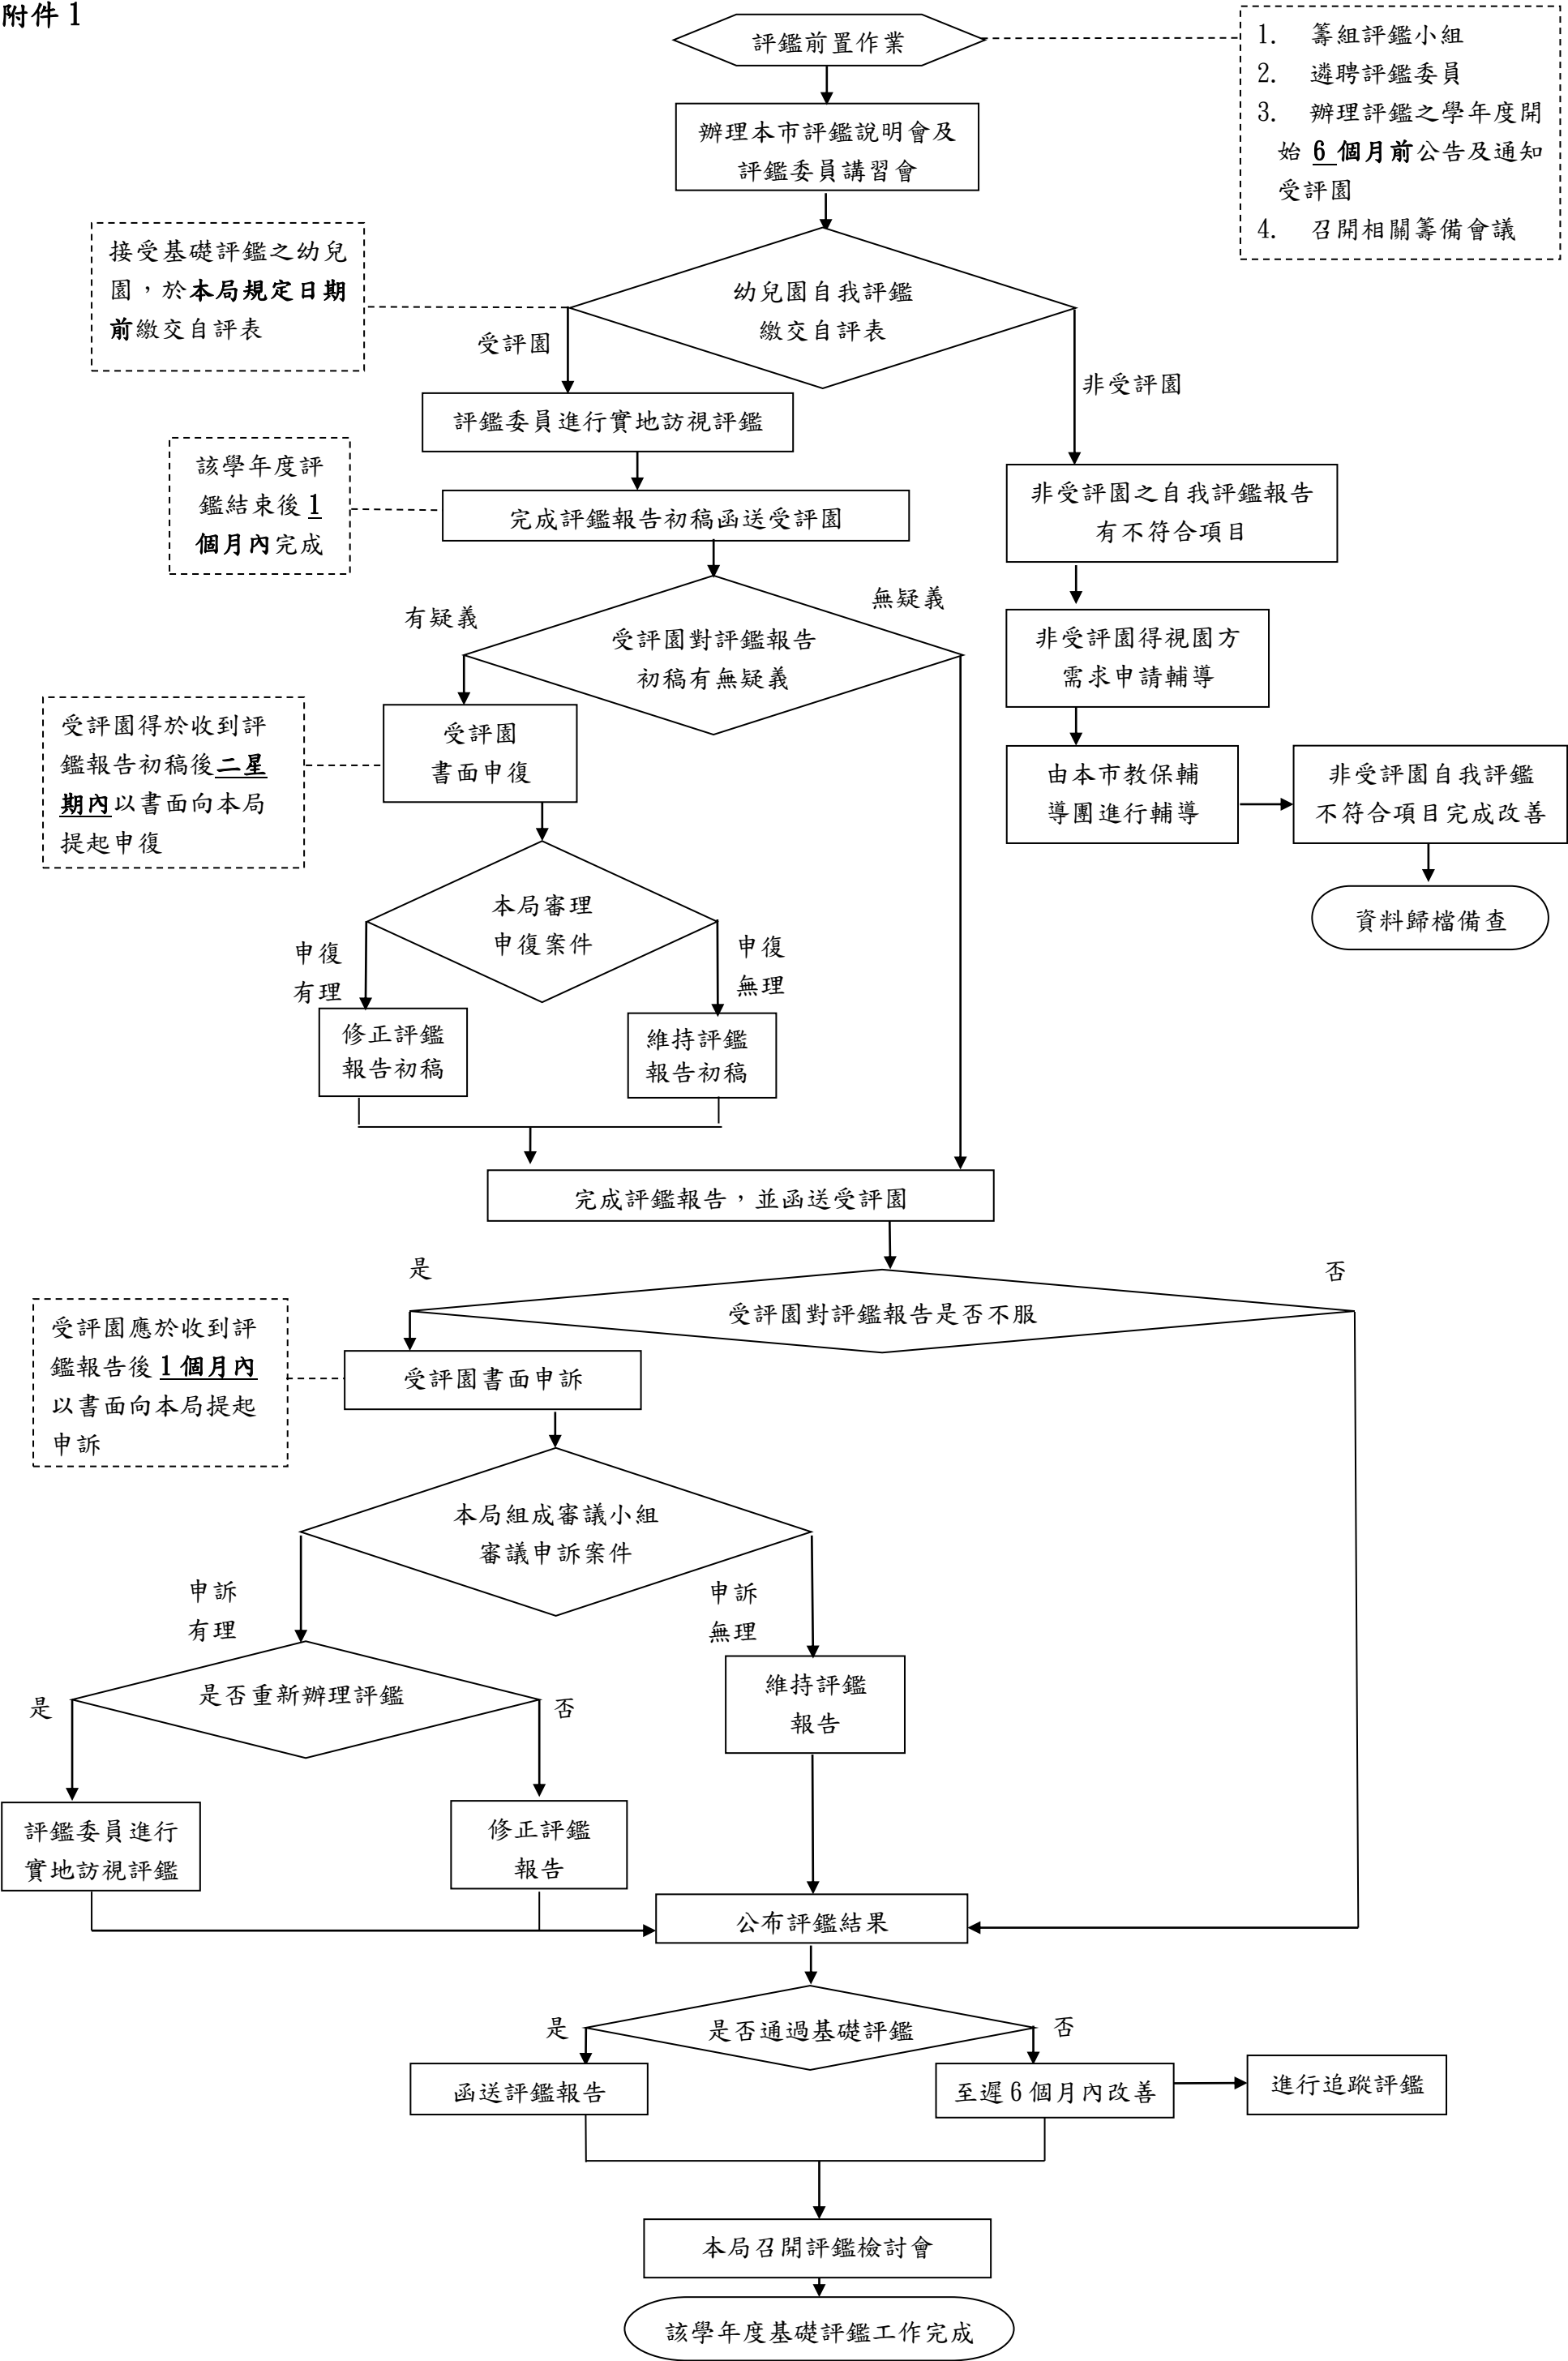 附件 1
評鑑前置作業
1. 籌組評鑑小組
2. 遴聘評鑑委員
3. 辦理評鑑之學年度開
始 6 個月前公告及通知
受評園
4. 召開相關籌備會議
辦理本市評鑑說明會及
評鑑委員講習會
接受基礎評鑑之幼兒
園，於本局規定日期
前繳交自評表
幼兒園自我評鑑
繳交自評表
受評園
非受評園
評鑑委員進行實地訪視評鑑
該學年度評
鑑結束後 1
個月內完成
完成評鑑報告初稿函送受評園
非受評園之自我評鑑報告
有不符合項目
有疑義
無疑義
受評園對評鑑報告
初稿有無疑義
非受評園得視園方
需求申請輔導
受評園得於收到評
鑑報告初稿後二星
期內以書面向本局
提起申復
受評園
書面申復
由本市教保輔
導團進行輔導
非受評園自我評鑑
不符合項目完成改善
資料歸檔備查
本局審理
申復案件
申復
有理
申復
無理
修正評鑑
報告初稿
維持評鑑
報告初稿
完成評鑑報告，並函送受評園
是
否
受評園對評鑑報告是否不服
受評園應於收到評
鑑報告後 1 個月內
以書面向本局提起
申訴
受評園書面申訴
本局組成審議小組
審議申訴案件
申訴
有理
申訴
無理
是否重新辦理評鑑
是
否
維持評鑑
報告
評鑑委員進行
實地訪視評鑑
修正評鑑
報告
公布評鑑結果
是
是否通過基礎評鑑
否
函送評鑑報告
至遲 6 個月內改善
進行追蹤評鑑
本局召開評鑑檢討會
該學年度基礎評鑑工作完成